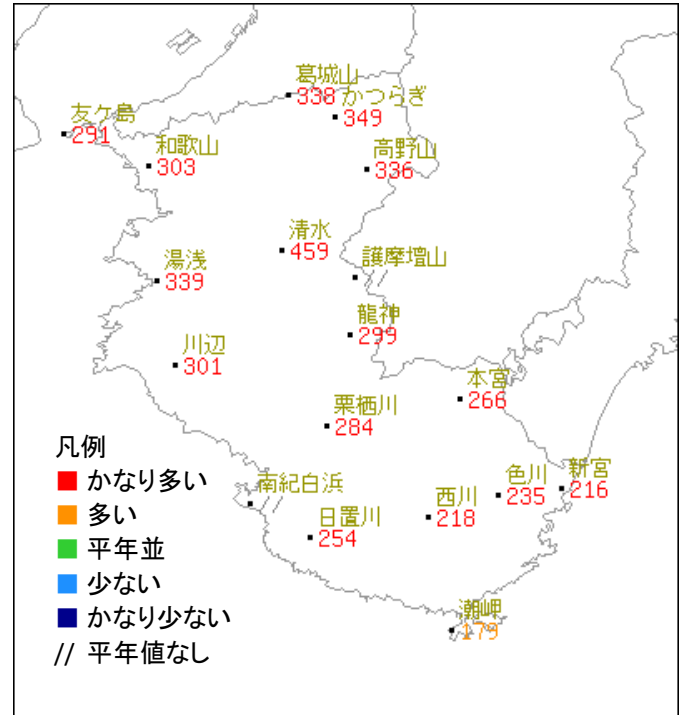 葛城山
338
かつらぎ
349
友ケ島
291
和歌山
303
高野山
336
清水
459
護摩壇山
//
湯浅
339
龍神
299
川辺
301
本宮
266
栗栖川
284
凡例
かなり多い
多い
平年並
少ない
かなり少ない
// 平年値なし
南紀白浜
//
日置川
254
西川
218
色川
235
新宮
216
潮岬
179